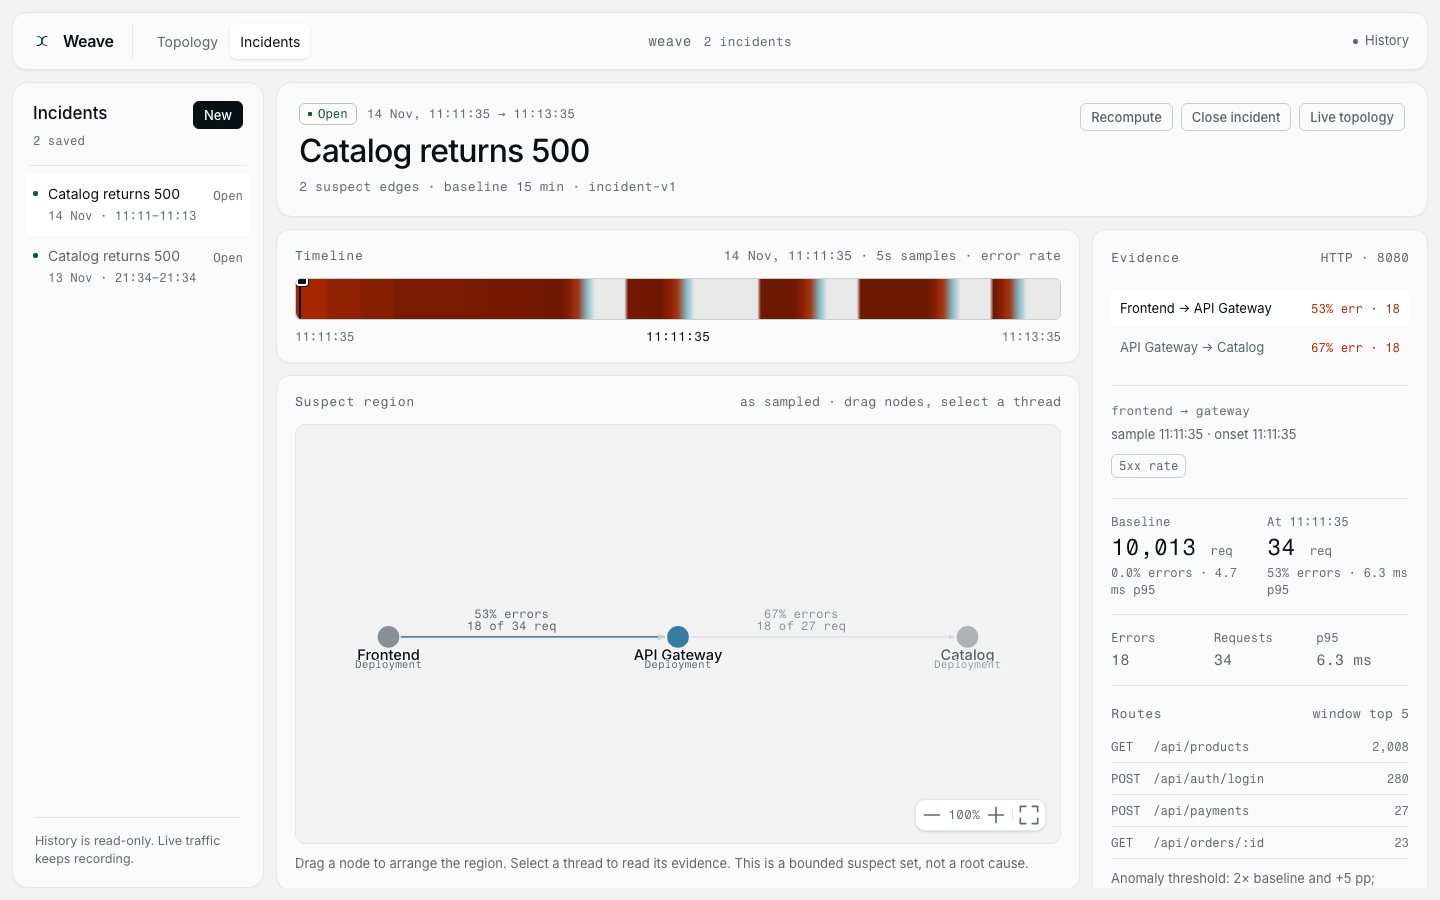 Weave
Topology
Incidents
weave 2 incidents
History
Incidents
New
2 saved
Catalog returns 500
Open
14 Nov · 11:11–11:13
Catalog returns 500
Open
13 Nov · 21:34–21:34
History is read-only. Live traffic
keeps recording.
Open
14 Nov, 11:11:35 → 11:13:35
Recompute
Close incident
Live topology
Catalog returns 500
2 suspect edges · baseline 15 min · incident-v1
Timeline
14 Nov, 11:11:35 · 5s samples · error rate
11:11:35
11:11:35
11:13:35
Suspect region
as sampled · drag nodes, select a thread
53% errors
18 of 34 req
67% errors
18 of 27 req
Frontend
Deployment
API Gateway
Deployment
Catalog
Deployment
100%
Drag a node to arrange the region. Select a thread to read its evidence. This is a bounded suspect set, not a root cause.
Evidence
HTTP · 8080
Frontend → API Gateway
53% err · 18
API Gateway → Catalog
67% err · 18
frontend → gateway
sample 11:11:35 · onset 11:11:35
5xx rate
Baseline
10,013 req
0.0% errors · 4.7
ms p95
At 11:11:35
34 req
53% errors · 6.3 ms
p95
Errors
18
Requests
34
p95
6.3 ms
Routes
window top 5
GET /api/products 2,008
POST /api/auth/login 280
POST /api/payments 27
GET /api/orders/:id 23
Anomaly threshold: 2× baseline and +5 pp;